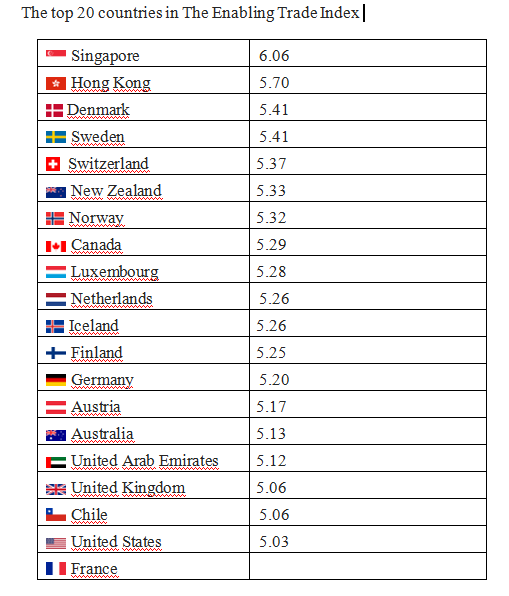 The top 20 countries in The Enabling Trade Index
Singapore 6.06
Hong Kong 5.70
Denmark 5.41
Sweden 5.41
Switzerland 5.37
New Zealand 5.33
Norway 5.32
Canada 5.29
Luxembourg 5.28
Netherlands 5.26
Iceland 5.26
Finland 5.25
Germany 5.20
Austria 5.17
Australia 5.13
United Arab Emirates 5.12
United Kingdom 5.06
Chile 5.06
United States 5.03
France